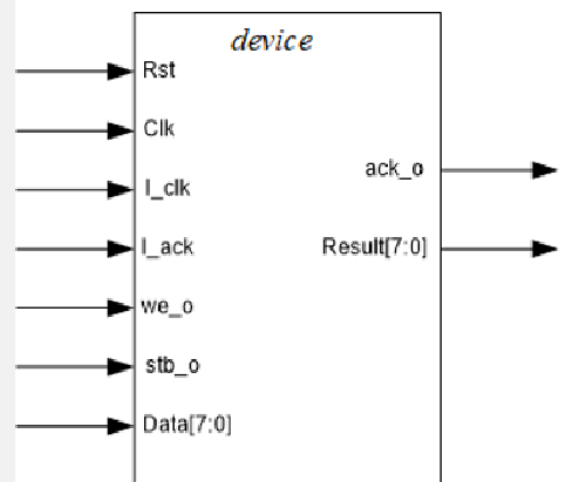 device
Rst
Clk
I_clk
I_ack
we_o
stb_o
Data[7:0]
ack_o
Result[7:0]